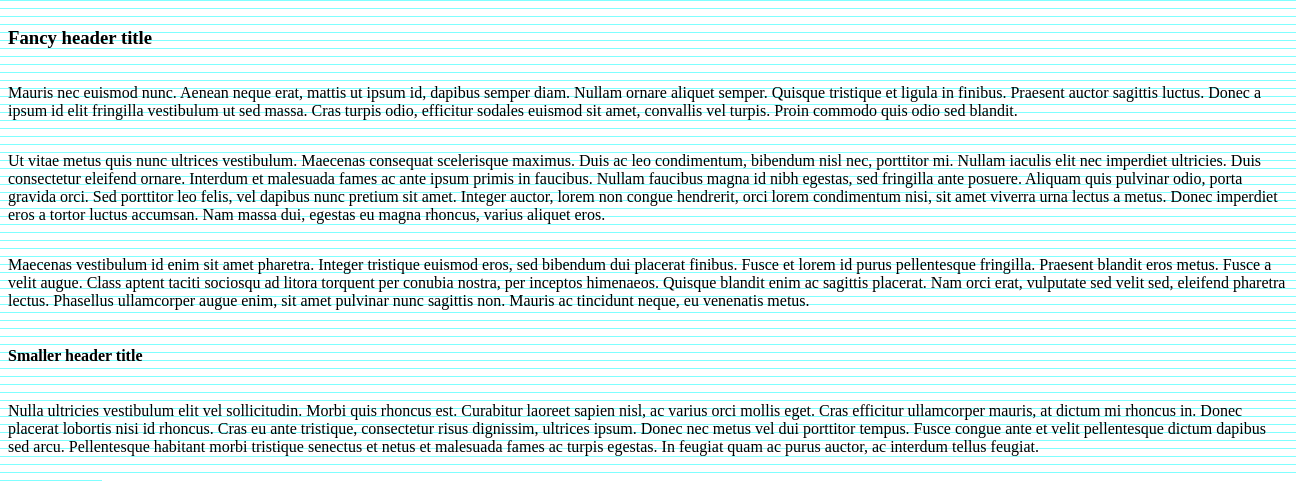 Fancy header title
Mauris nec euismod nunc. Aenean neque erat, mattis ut ipsum id, dapibus semper diam. Nullam ornare aliquet semper. Quisque tristique et ligula in finibus. Praesent auctor sagittis luctus. Donec a
ipsum id elit fringilla vestibulum ut sed massa. Cras turpis odio, efficitur sodales euismod sit amet, convallis vel turpis. Proin commodo quis odio sed blandit.
Ut vitae metus quis nunc ultrices vestibulum. Maecenas consequat scelerisque maximus. Duis ac leo condimentum, bibendum nisl nec, porttitor mi. Nullam iaculis elit nec imperdiet ultricies. Duis
consectetur eleifend ornare. Interdum et malesuada fames ac ante ipsum primis in faucibus. Nullam faucibus magna id nibh egestas, sed fringilla ante posuere. Aliquam quis pulvinar odio, porta
gravida orci. Sed porttitor leo felis, vel dapibus nunc pretium sit amet. Integer auctor, lorem non congue hendrerit, orci lorem condimentum nisi, sit amet viverra urna lectus a metus. Donec imperdiet
eros a tortor luctus accumsan. Nam massa dui, egestas eu magna rhoncus, varius aliquet eros.
Maecenas vestibulum id enim sit amet pharetra. Integer tristique euismod eros, sed bibendum dui placerat finibus. Fusce et lorem id purus pellentesque fringilla. Praesent blandit eros metus. Fusce a
velit augue. Class aptent taciti sociosqu ad litora torquent per conubia nostra, per inceptos himenaeos. Quisque blandit enim ac sagittis placerat. Nam orci erat, vulputate sed velit sed, eleifend pharetra
lectus. Phasellus ullamcorper augue enim, sit amet pulvinar nunc sagittis non. Mauris ac tincidunt neque, eu venenatis metus.
Smaller header title
Nulla ultricies vestibulum elit vel sollicitudin. Morbi quis rhoncus est. Curabitur laoreet sapien nisl, ac varius orci mollis eget. Cras efficitur ullamcorper mauris, at dictum mi rhoncus in. Donec
placerat lobortis nisi id rhoncus. Cras eu ante tristique, consectetur risus dignissim, ultrices ipsum. Donec nec metus vel dui porttitor tempus. Fusce congue ante et velit pellentesque dictum dapibus
sed arcu. Pellentesque habitant morbi tristique senectus et netus et malesuada fames ac turpis egestas. In feugiat quam ac purus auctor, ac interdum tellus feugiat.